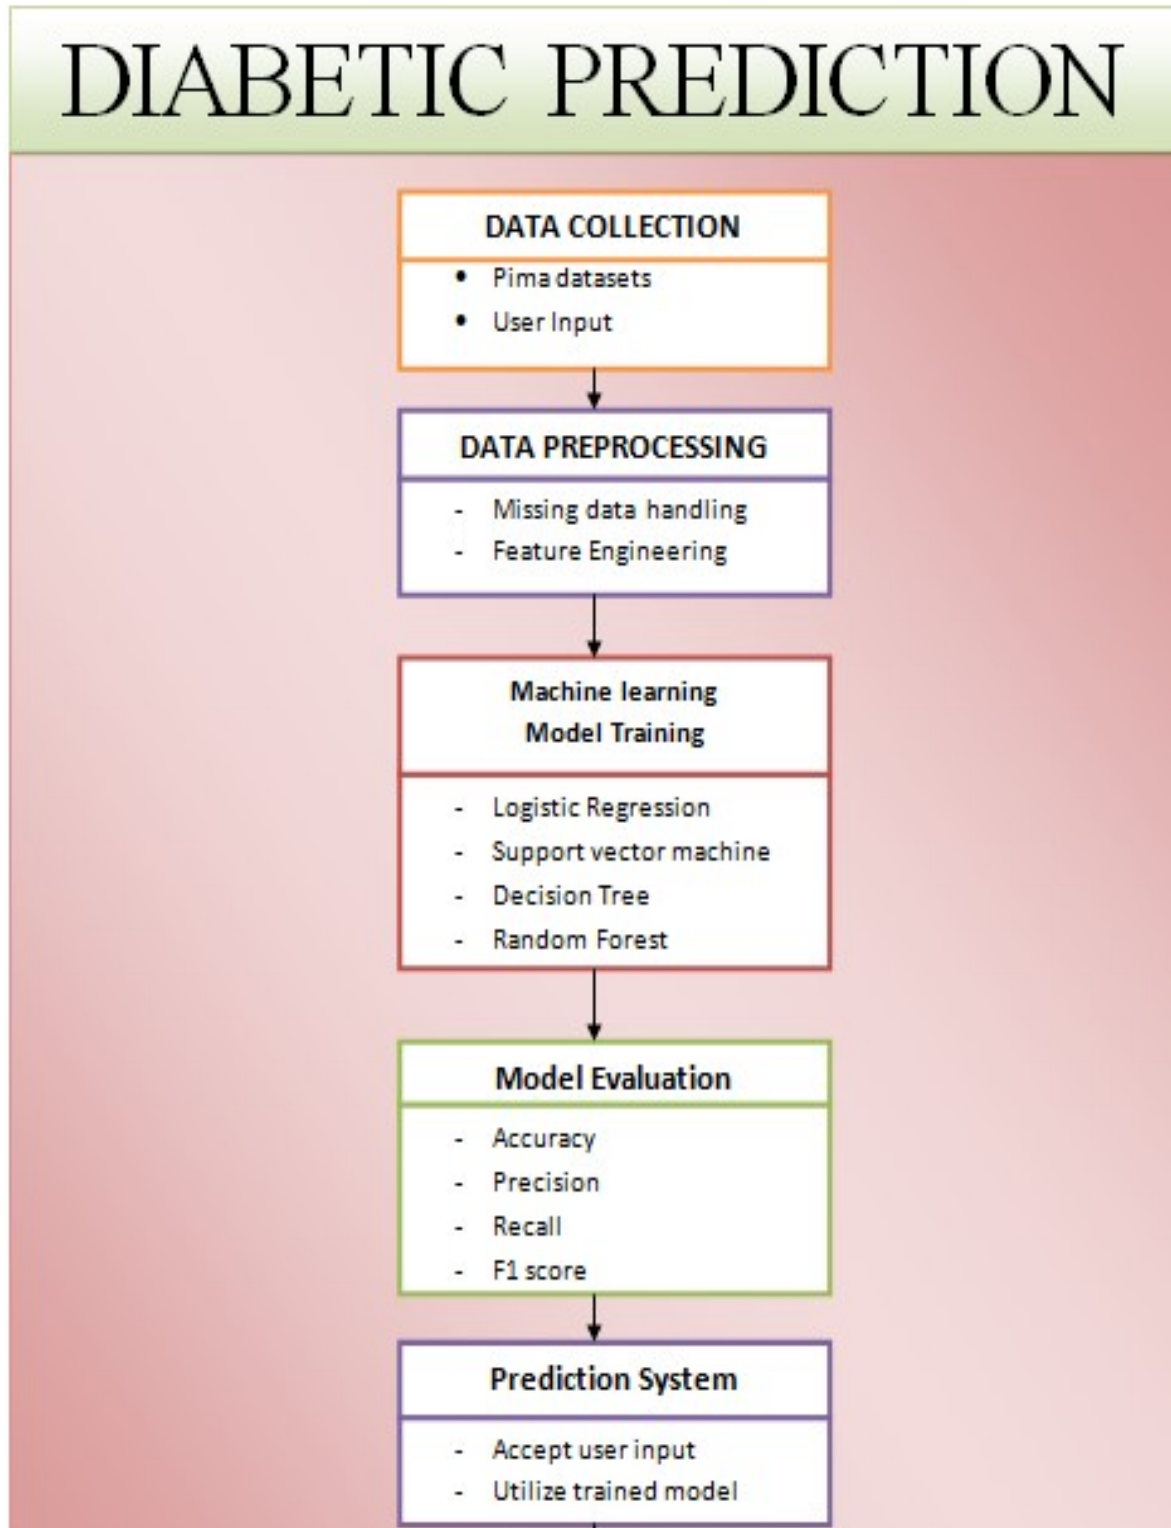 DIABETIC PREDICTION
DATA COLLECTION
• Pima datasets
• User Input
DATA PREPROCESSING
- Missing data handling
- Feature Engineering
Machine learning
Model Training
- Logistic Regression
- Support vector machine
- Decision Tree
- Random Forest
Model Evaluation
- Accuracy
- Precision
- Recall
- F1 score
Prediction System
- Accept user input
- Utilize trained model